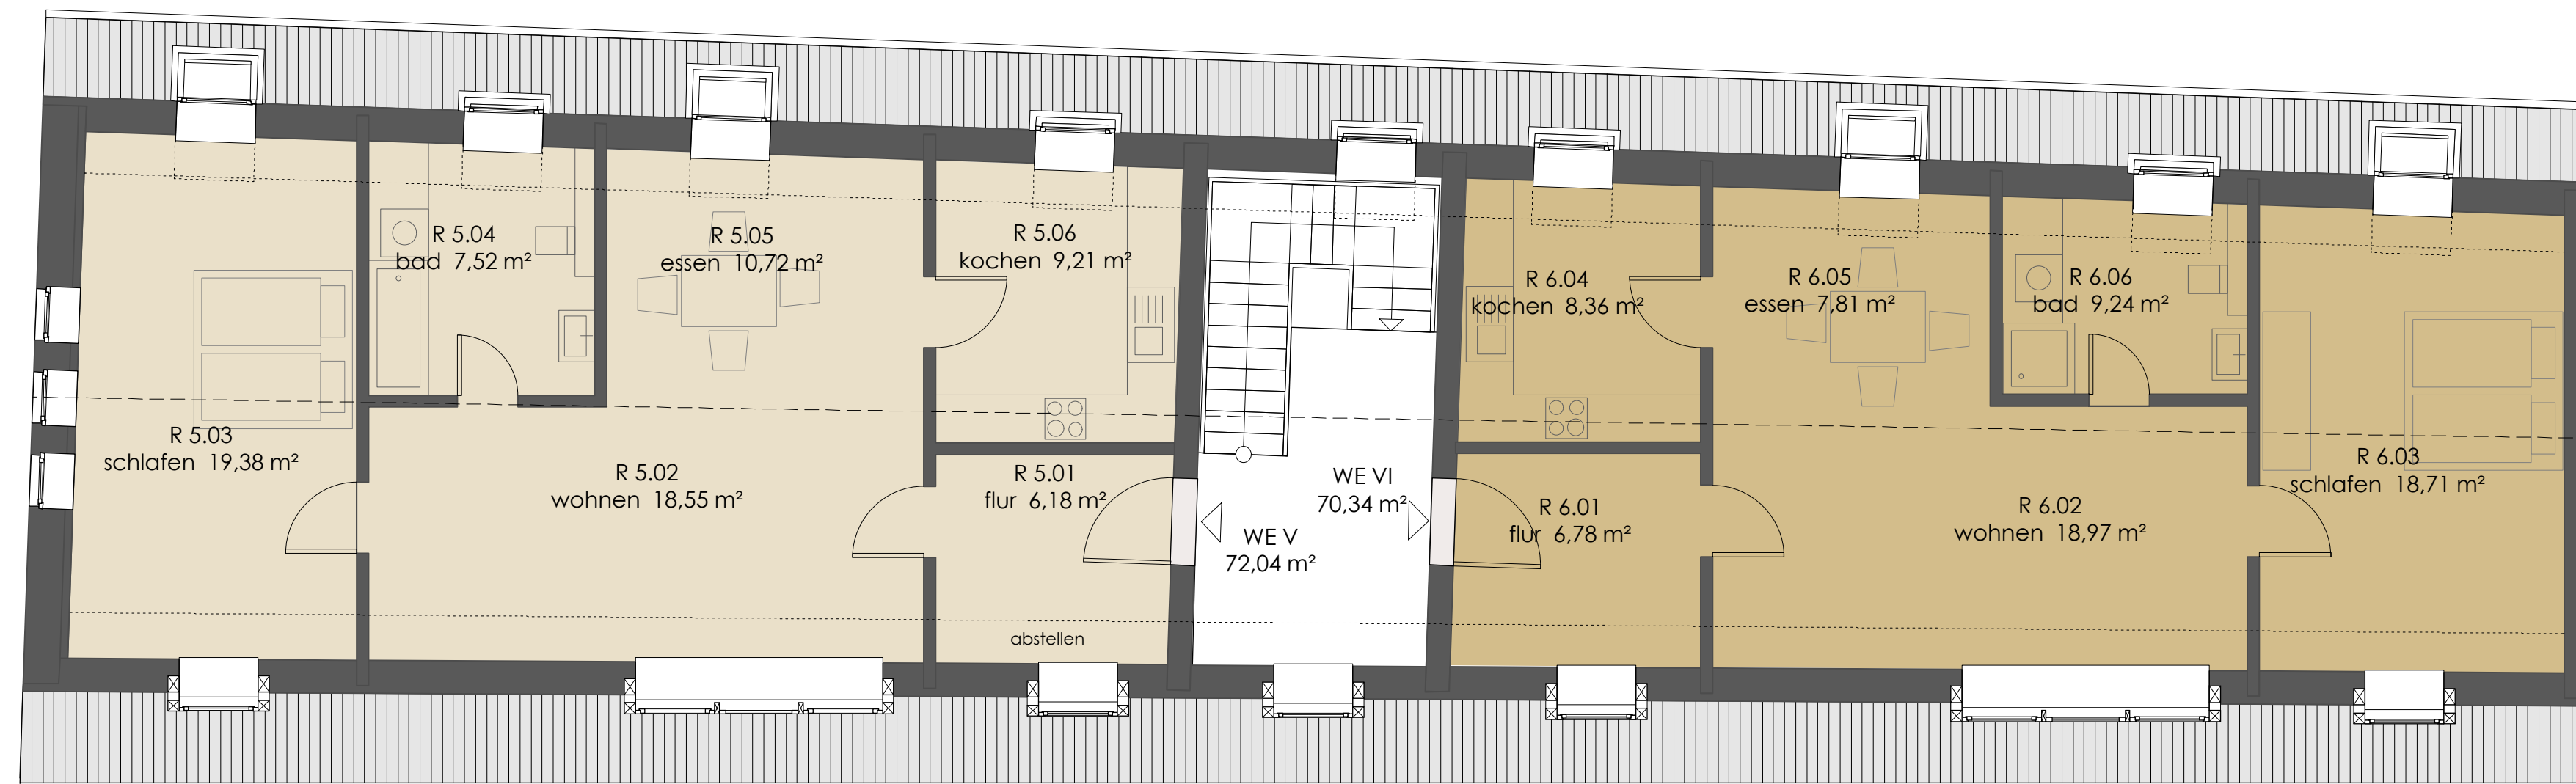 R 5.03
schlafen 19,38 m²
R 5.04
bad 7,52 m²
R 5.05
essen 10,72 m²
R 5.06
kochen 9,21 m²
R 5.02
wohnen 18,55 m²
R 5.01
flur 6,18 m²
abstellen
WE VI
70,34 m²
WE V
72,04 m²
R 6.04
kochen 8,36 m²
R 6.05
essen 7,81 m²
R 6.06
bad 9,24 m²
R 6.01
flur 6,78 m²
R 6.02
wohnen 18,97 m²
R 6.03
schlafen 18,71 m²